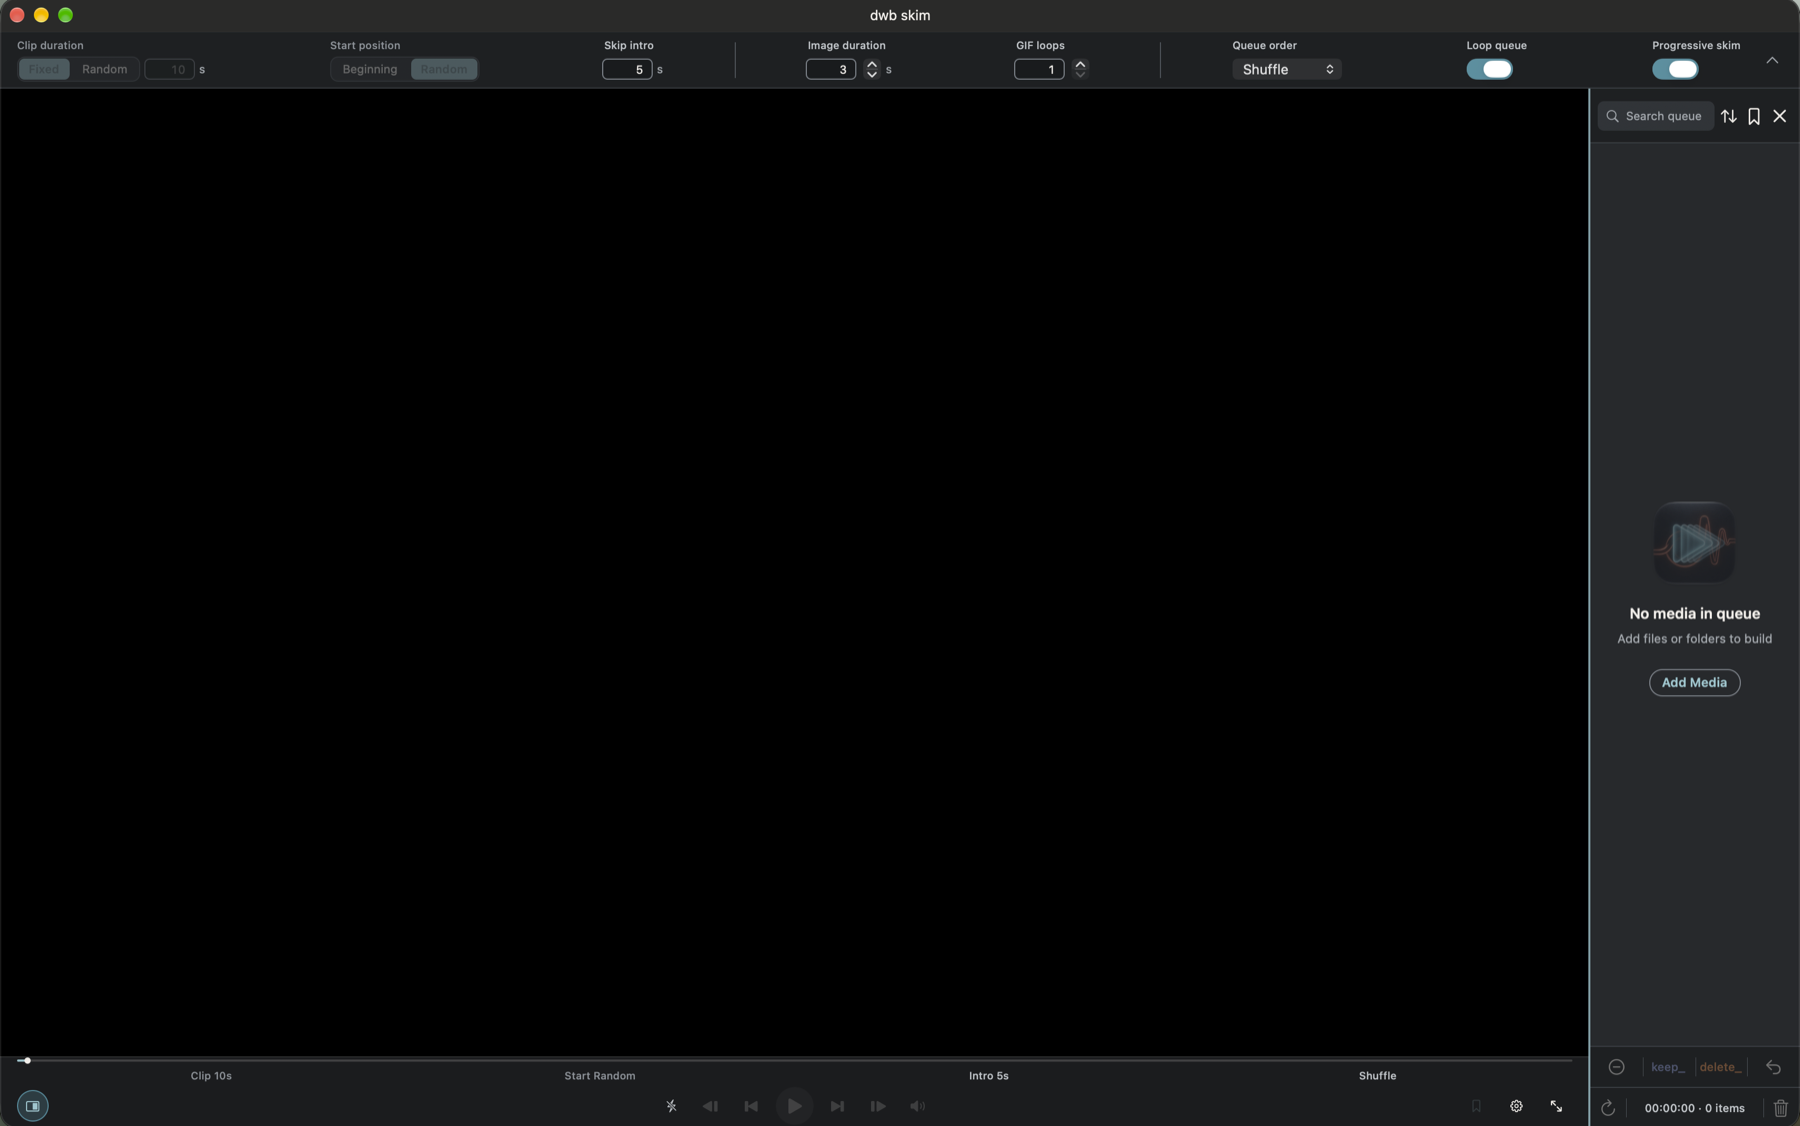 dwb skim
Clip duration
Start position
Skip intro
Image duration
GIF loops
Queue order
Loop queue
Progressive skim
Fixed Random 10 s
Beginning Random
5 s
3 s
1
Shuffle
Search queue
No media in queue
Add files or folders to build
Add Media
Clip 10s
Start Random
Intro 5s
Shuffle
keep_ delete_
00:00:00 · 0 items